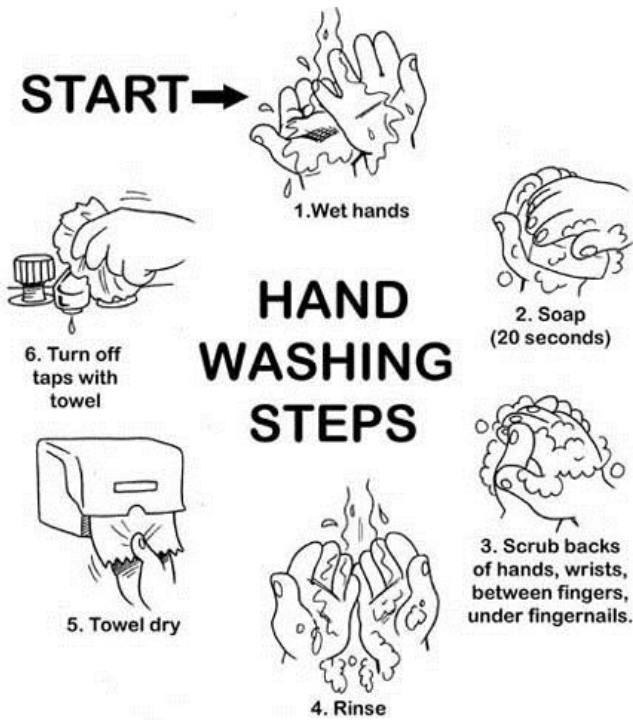 START
1.Wet hands
2. Soap
(20 seconds)
3. Scrub backs
of hands, wrists,
between fingers,
under fingernails.
4. Rinse
5. Towel dry
6. Turn off
taps with
towel
HAND
WASHING
STEPS